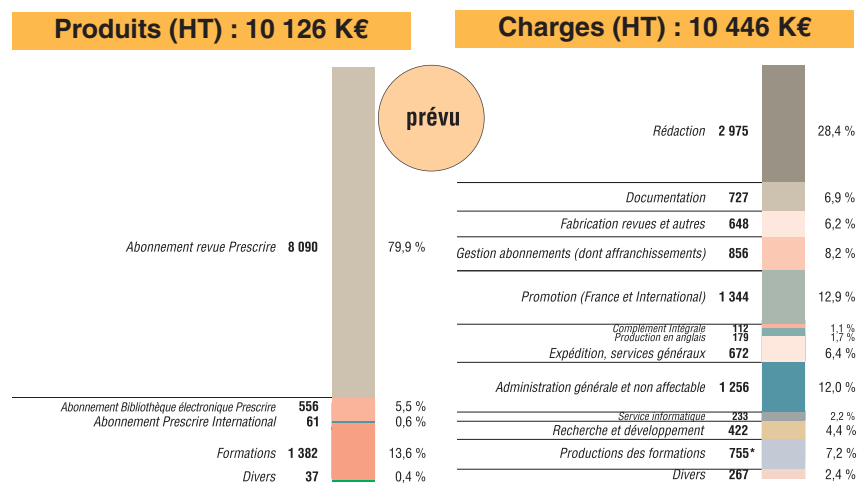 Produits (HT) : 10 126 K€
Charges (HT) : 10 446 K€
prévu
Abonnement revue Prescrire 8 090 79,9 %
Abonnement Bibliothèque électronique Prescrire 556 5,5 %
Abonnement Prescrire International 61 0,6 %
Formations 1 382 13,6 %
Divers 37 0,4 %
Rédaction 2 975 28,4 %
Documentation 727 6,9 %
Fabrication revues et autres 648 6,2 %
Gestion abonnements (dont affranchissements) 856 8,2 %
Promotion (France et International) 1 344 12,9 %
Complément Intégrale 112 1,1 %
Production en anglais 179 1,7 %
Expédition, services généraux 672 6,4 %
Administration générale et non affectable 1 256 12,0 %
Service informatique 233 2,2 %
Recherche et développement 422 4,4 %
Productions des formations 755* 7,2 %
Divers 267 2,4 %